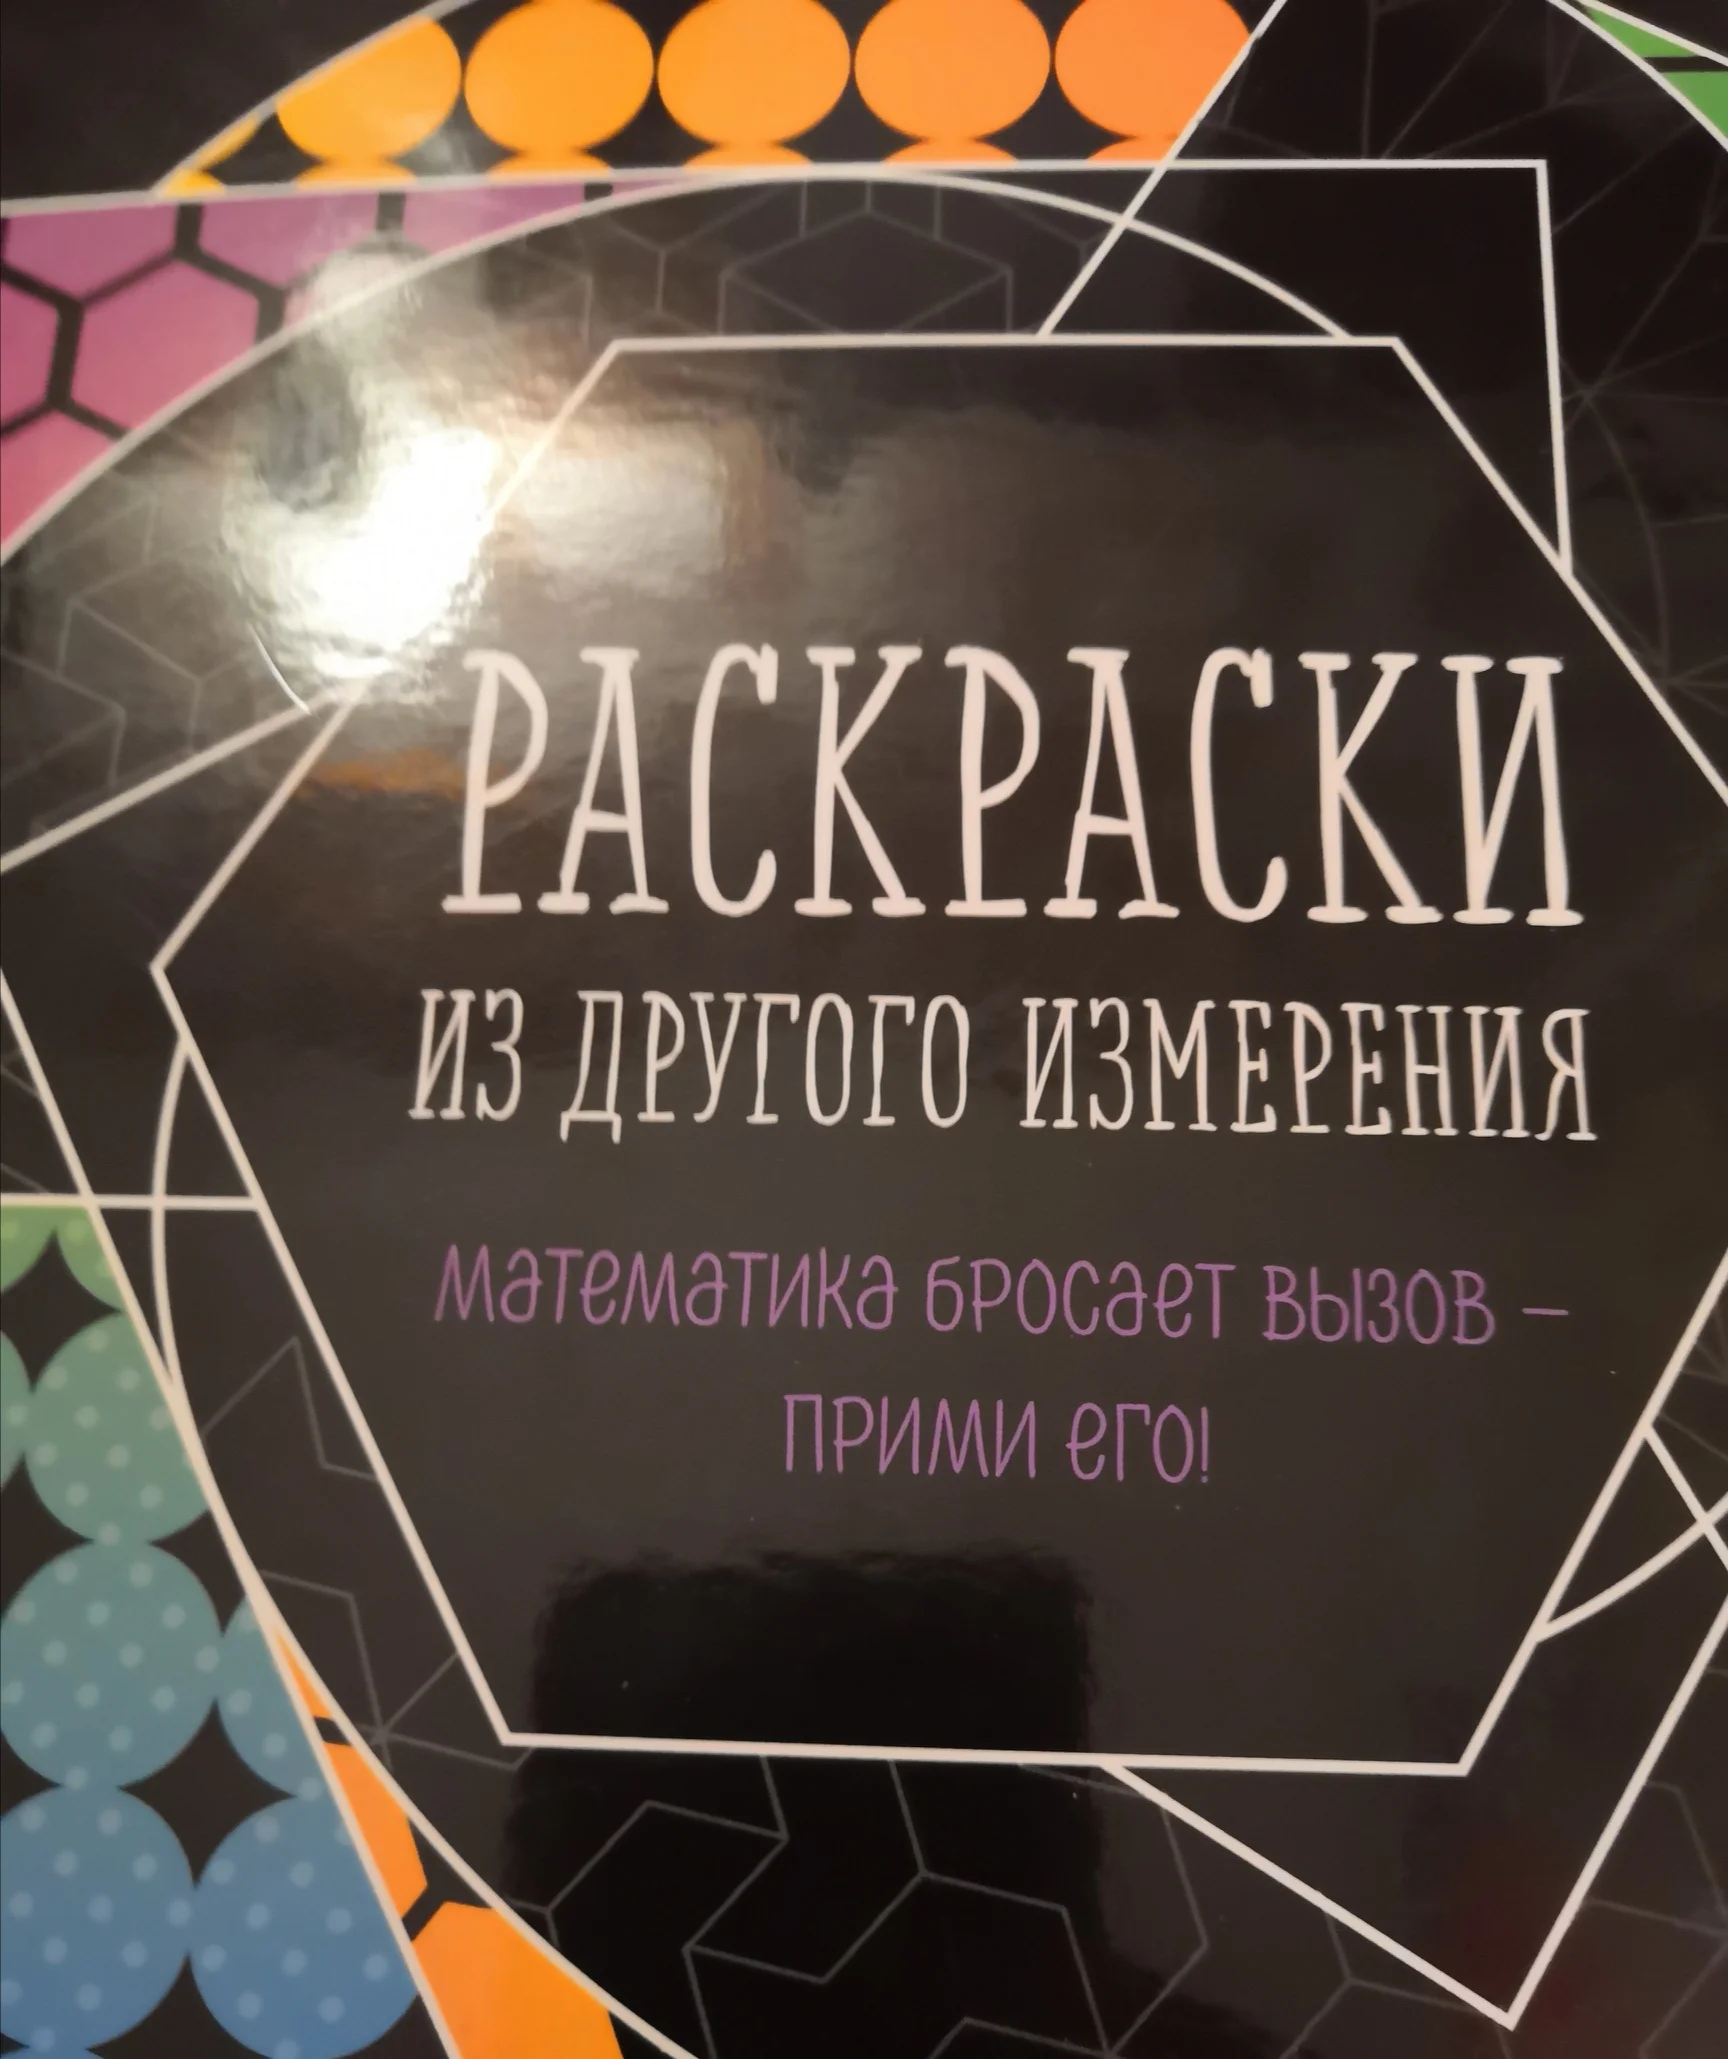 РАСКРАСКИ
ИЗ ДРУГОГО ИЗМЕРЕНИЯ
математика бросает вызов –
прими его!